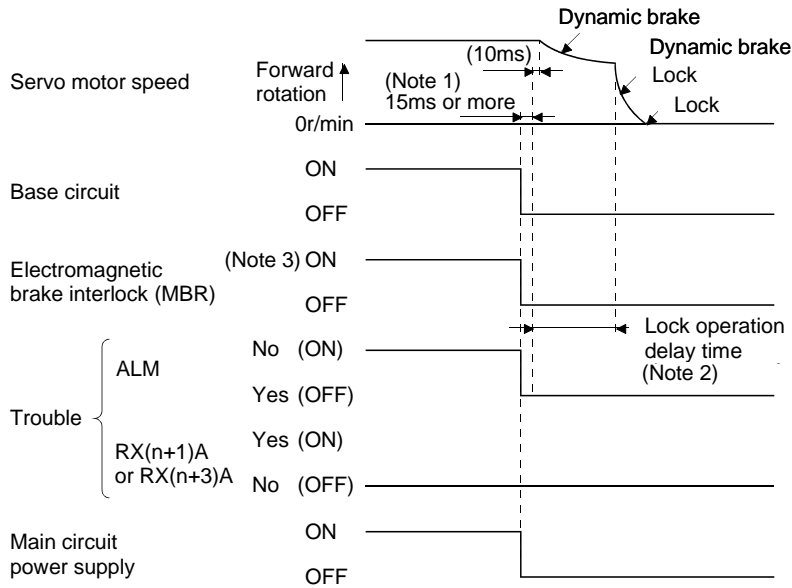 Dynamic brake
(10ms)
Dynamic brake
Lock
Lock
Servo motor speed
Forward
rotation
(Note 1)
15ms or more
0r/min
Base circuit
ON
OFF
Electromagnetic
brake interlock (MBR)
(Note 3) ON
OFF
Lock operation
delay time
(Note 2)
Trouble
ALM
No (ON)
Yes (OFF)
RX(n+1)A
or RX(n+3)A
Yes (ON)
No (OFF)
Main circuit
power supply
ON
OFF